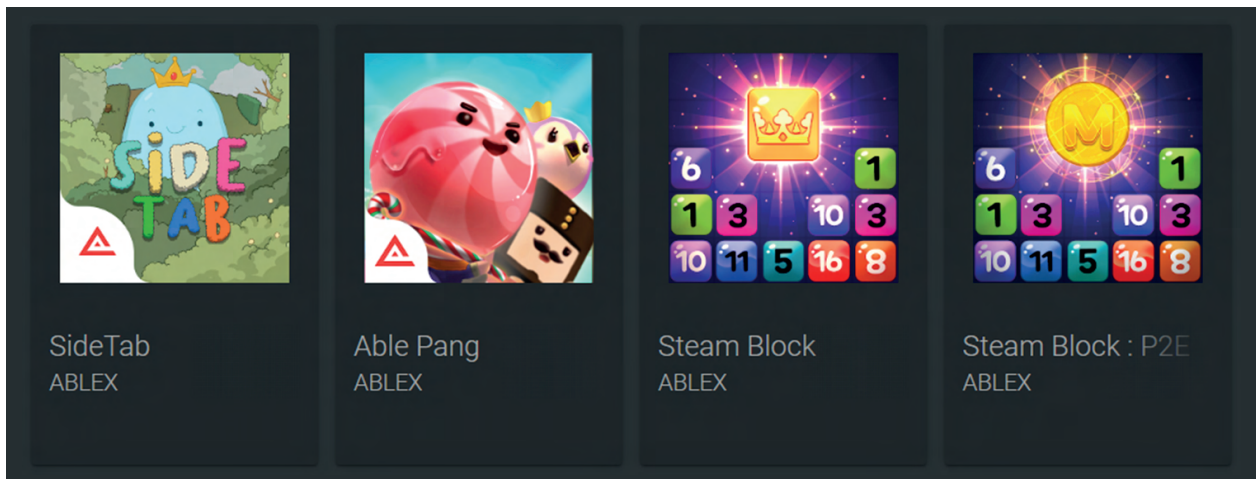 SiDE
TAB
6
1
1 3 10 3
10 11 5 16 8
6
M
1
1 3 10 3
10 11 5 16 8
SideTab
ABLEX
Able Pang
ABLEX
Steam Block
ABLEX
Steam Block : P2E
ABLEX